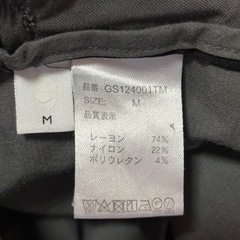 M
品番 GS124001TM
SIZE: M
品質表示
レーヨン 74%
ナイロン 22%
ポリウレタン 4%